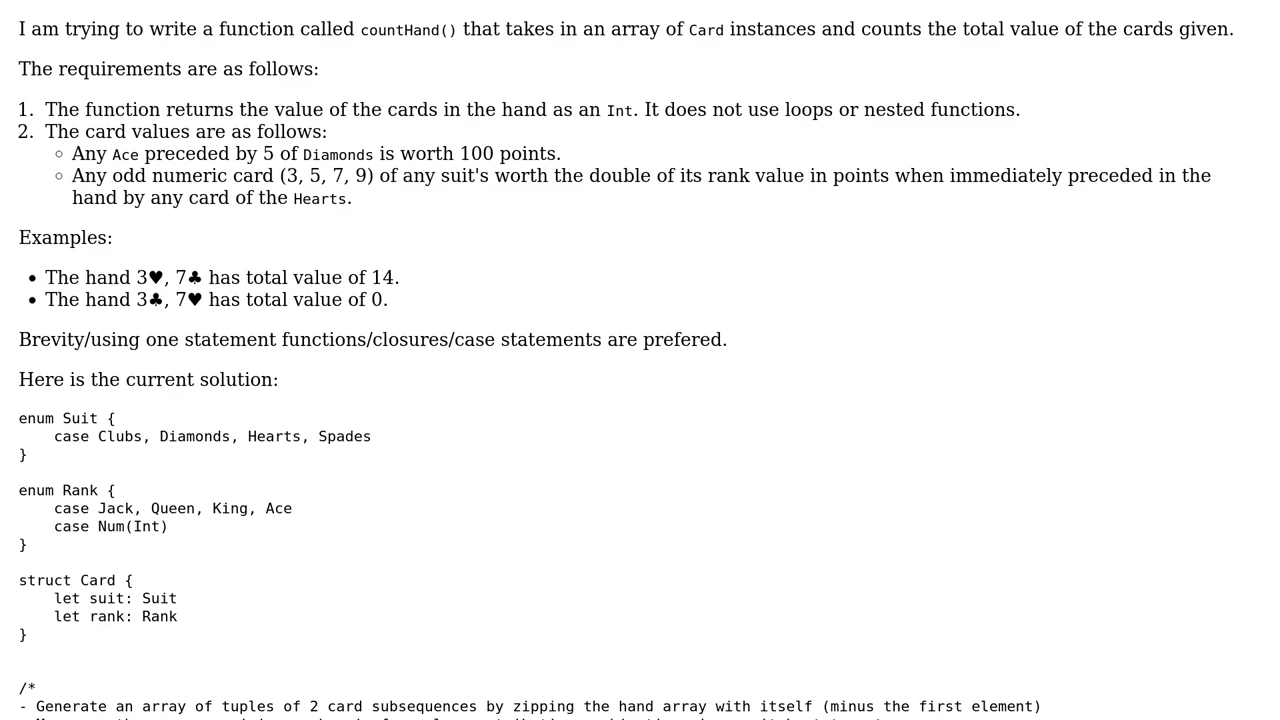 I am trying to write a function called countHand() that takes in an array of Card instances and counts the total value of the cards given.
The requirements are as follows:
1. The function returns the value of the cards in the hand as an Int. It does not use loops or nested functions.
2. The card values are as follows:
◦ Any Ace preceded by 5 of Diamonds is worth 100 points.
◦ Any odd numeric card (3, 5, 7, 9) of any suit's worth the double of its rank value in points when immediately preceded in the
hand by any card of the Hearts.
Examples:
• The hand 3♥, 7♣ has total value of 14.
• The hand 3♣, 7♥ has total value of 0.
Brevity/using one statement functions/closures/case statements are prefered.
Here is the current solution:
enum Suit {
    case Clubs, Diamonds, Hearts, Spades
}
enum Rank {
    case Jack, Queen, King, Ace
    case Num(Int)
}
struct Card {
    let suit: Suit
    let rank: Rank
}
/*
- Generate an array of tuples of 2 card subsequences by zipping the hand array with itself (minus the first element)